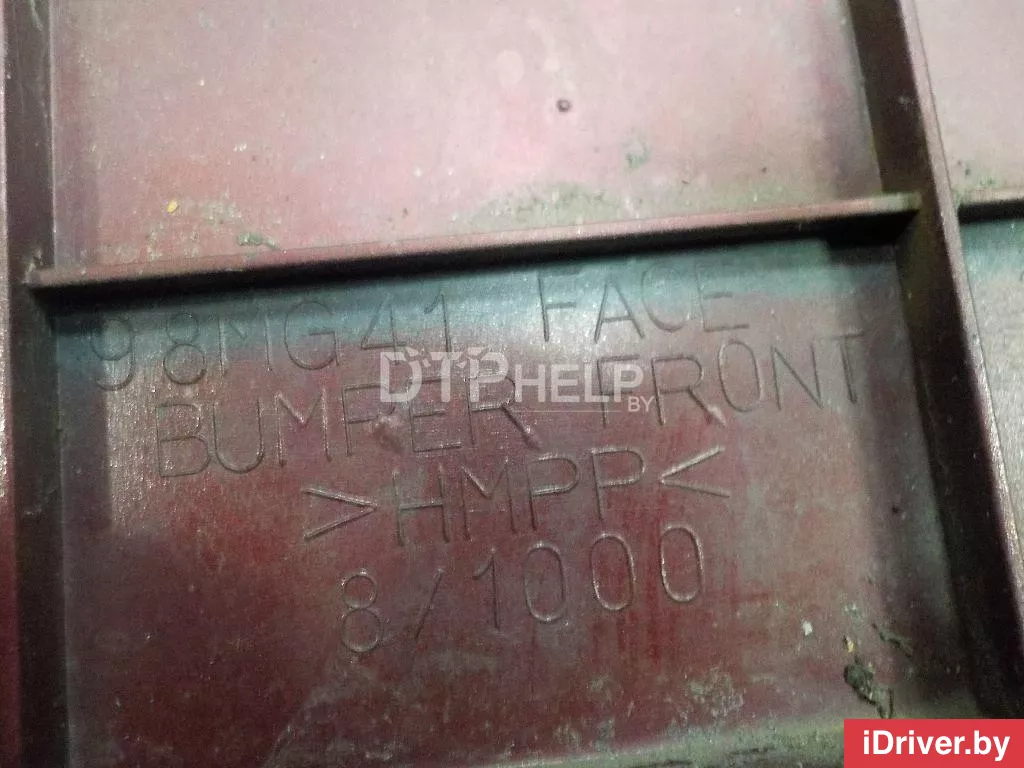 98MG41 FACE
BUMPER FRONT
>HMPP<
8/1000
DTPHELP
BY
iDriver.by